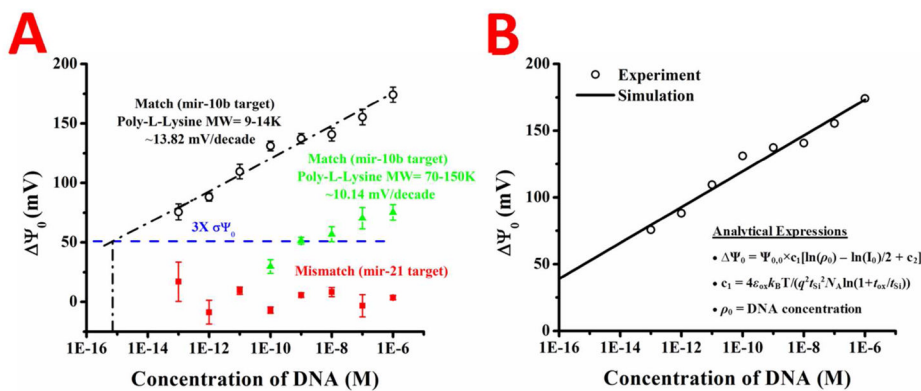 A
ΔΨ₀ (mV)
200
150
100
50
0
Match (mir-10b target)
Poly-L-Lysine MW= 9-14K
~13.82 mV/decade
Match (mir-10b target)
Poly-L-Lysine MW= 70-150K
~10.14 mV/decade
3X σΨ₀
Mismatch (mir-21 target)
1E-16 1E-14 1E-12 1E-10 1E-8 1E-6
Concentration of DNA (M)
B
ΔΨ₀ (mV)
200
150
100
50
0
Experiment
Simulation
Analytical Expressions
• ΔΨ₀ = Ψ₀,₀×c₁[ln(ρ₀) – ln(I₀)/2 + c₂]
• c₁ = 4εₒₓk_BT/(q²t_Si²N_Aln(1+tₒₓ/t_Si))
• ρ₀ = DNA concentration
1E-16 1E-14 1E-12 1E-10 1E-8 1E-6
Concentration of DNA (M)